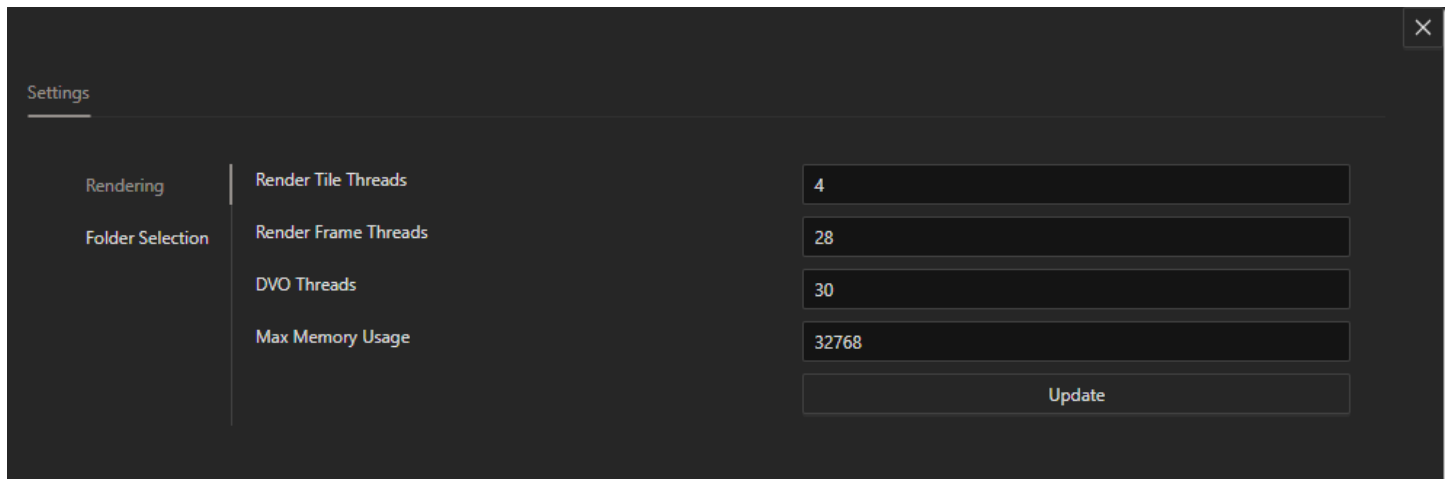 Settings
Rendering
Folder Selection
Render Tile Threads 4
Render Frame Threads 28
DVO Threads 30
Max Memory Usage 32768
Update